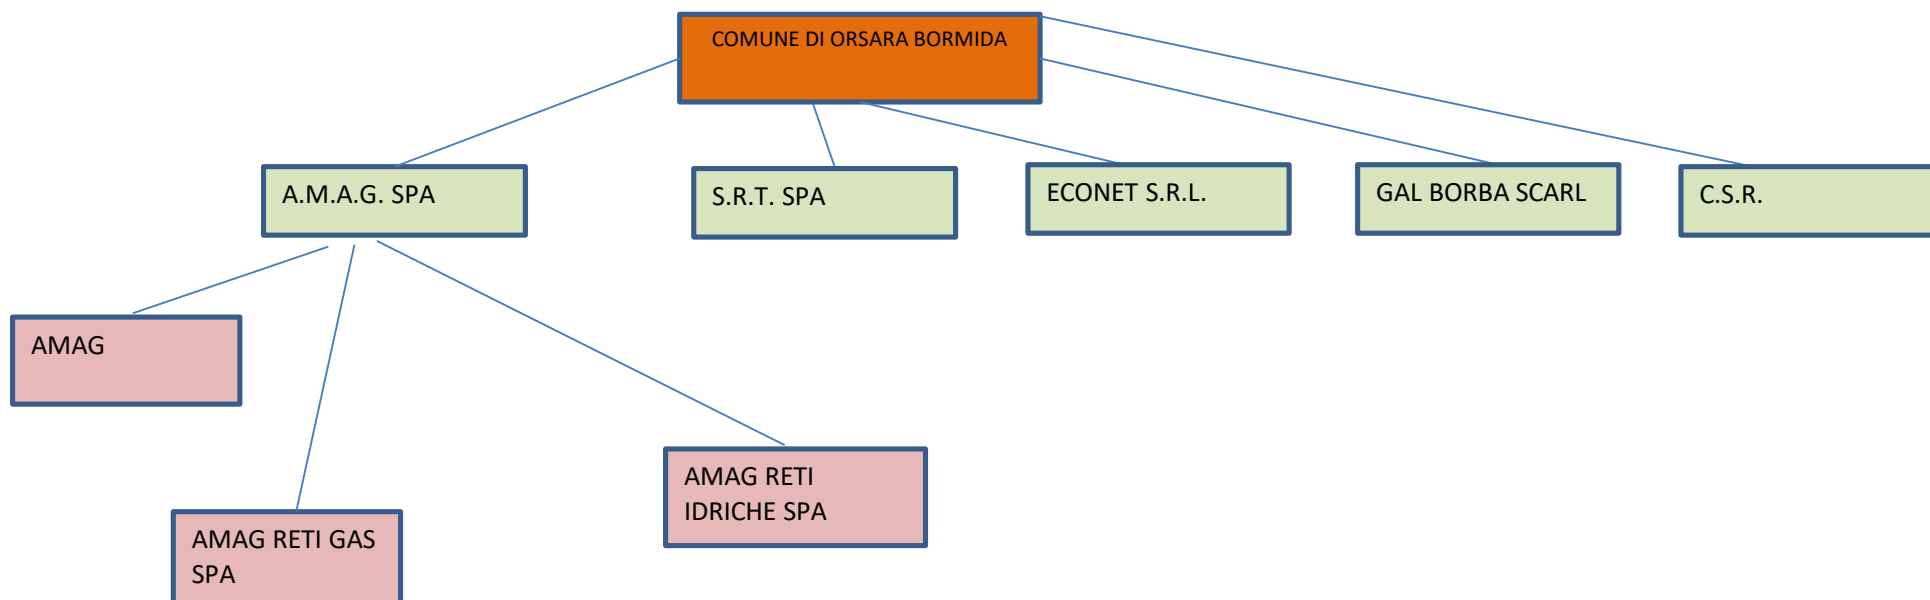 COMUNE DI ORSARA BORMIDA
A.M.A.G. SPA
S.R.T. SPA
ECONET S.R.L.
GAL BORBA SCARL
C.S.R.
AMAG
AMAG RETI GAS
SPA
AMAG RETI
IDRICHE SPA